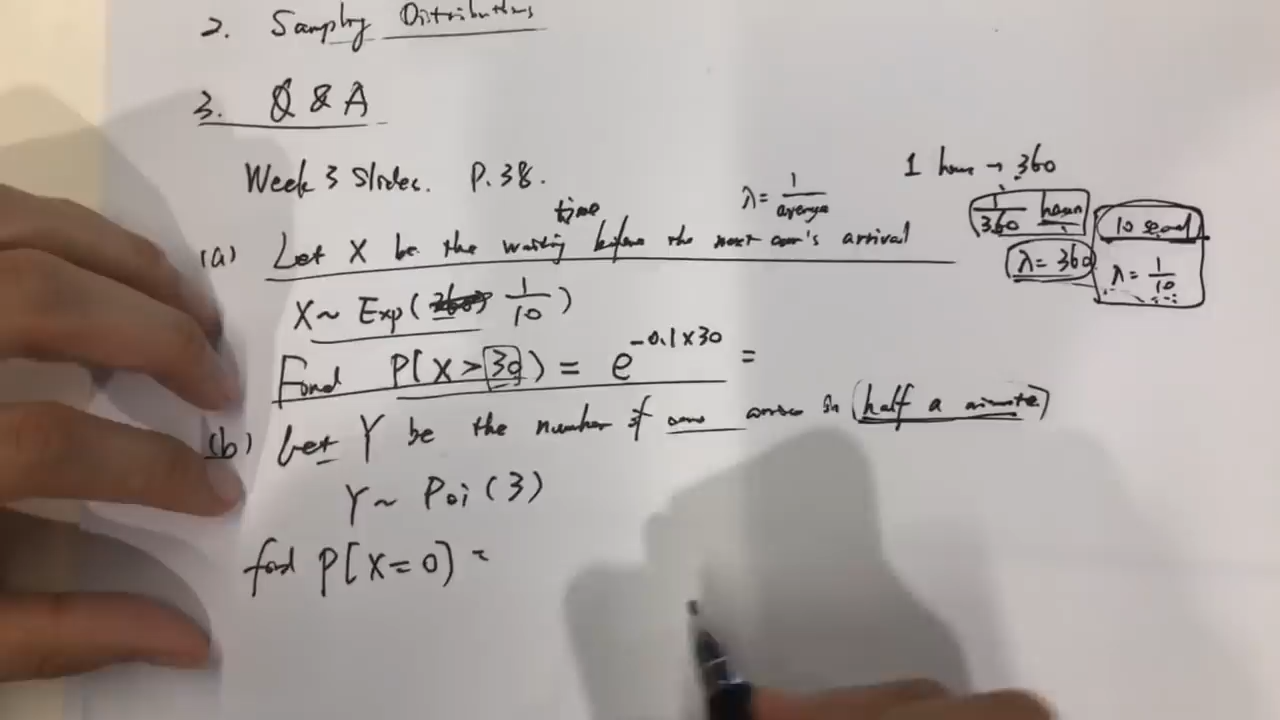 2. Sampling Distributions
3. Q & A
Week 3 Slides. P.38.
1 hour → 360
λ = 1/average
1/360 hour
10 second
λ = 360
λ = 1/10
(a) Let X be the waiting time before the next car's arrival
X ~ Exp( 1/10 )
Find P( X > 30 ) = e^-0.1×30 =
(b) Let Y be the number of cars arrive in (half a minute)
Y ~ Poi (3)
find P[X = 0) =